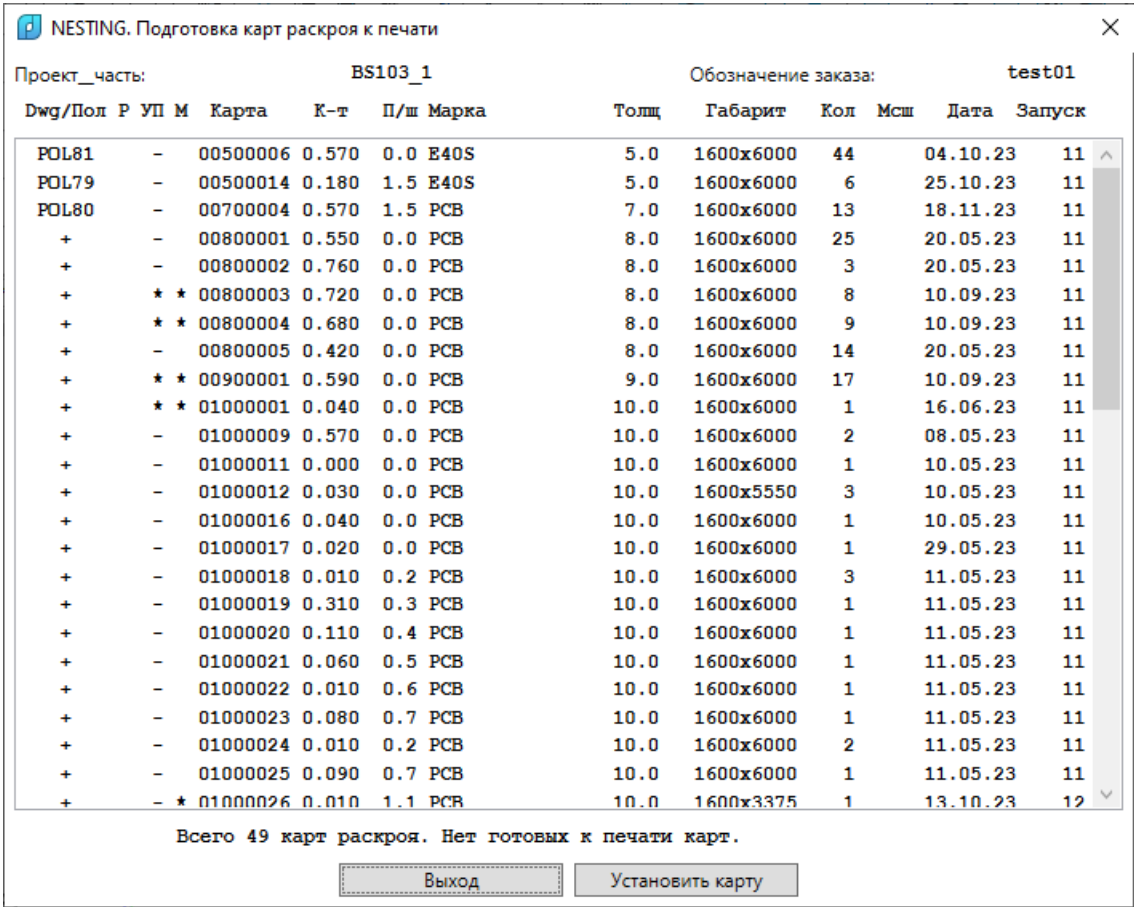 NESTING. Подготовка карт раскроя к печати
Проект__часть: BS103_1 Обозначение заказа: test01
Dwg/Пол Р УП М Карта К-т П/ш Марка Толщ Габарит Кол Мсш Дата Запуск
POL81 - 00500006 0.570 0.0 E40S 5.0 1600x6000 44 04.10.23 11
POL79 - 00500014 0.180 1.5 E40S 5.0 1600x6000 6 25.10.23 11
POL80 - 00700004 0.570 1.5 PCB 7.0 1600x6000 13 18.11.23 11
+ - 00800001 0.550 0.0 PCB 8.0 1600x6000 25 20.05.23 11
+ - 00800002 0.760 0.0 PCB 8.0 1600x6000 3 20.05.23 11
+ * * 00800003 0.720 0.0 PCB 8.0 1600x6000 8 10.09.23 11
+ * * 00800004 0.680 0.0 PCB 8.0 1600x6000 9 10.09.23 11
+ - 00800005 0.420 0.0 PCB 8.0 1600x6000 14 20.05.23 11
+ * * 00900001 0.590 0.0 PCB 9.0 1600x6000 17 10.09.23 11
+ * * 01000001 0.040 0.0 PCB 10.0 1600x6000 1 16.06.23 11
+ - 01000009 0.570 0.0 PCB 10.0 1600x6000 2 08.05.23 11
+ - 01000011 0.000 0.0 PCB 10.0 1600x6000 1 10.05.23 11
+ - 01000012 0.030 0.0 PCB 10.0 1600x5550 3 10.05.23 11
+ - 01000016 0.040 0.0 PCB 10.0 1600x6000 1 10.05.23 11
+ - 01000017 0.020 0.0 PCB 10.0 1600x6000 1 29.05.23 11
+ - 01000018 0.010 0.2 PCB 10.0 1600x6000 3 11.05.23 11
+ - 01000019 0.310 0.3 PCB 10.0 1600x6000 1 11.05.23 11
+ - 01000020 0.110 0.4 PCB 10.0 1600x6000 1 11.05.23 11
+ - 01000021 0.060 0.5 PCB 10.0 1600x6000 1 11.05.23 11
+ - 01000022 0.010 0.6 PCB 10.0 1600x6000 1 11.05.23 11
+ - 01000023 0.080 0.7 PCB 10.0 1600x6000 1 11.05.23 11
+ - 01000024 0.010 0.2 PCB 10.0 1600x6000 2 11.05.23 11
+ - 01000025 0.090 0.7 PCB 10.0 1600x6000 1 11.05.23 11
+ - * 01000026 0.010 1.1 PCB 10.0 1600x3375 1 13.10.23 12
Всего 49 карт раскроя. Нет готовых к печати карт.
Выход Установить карту